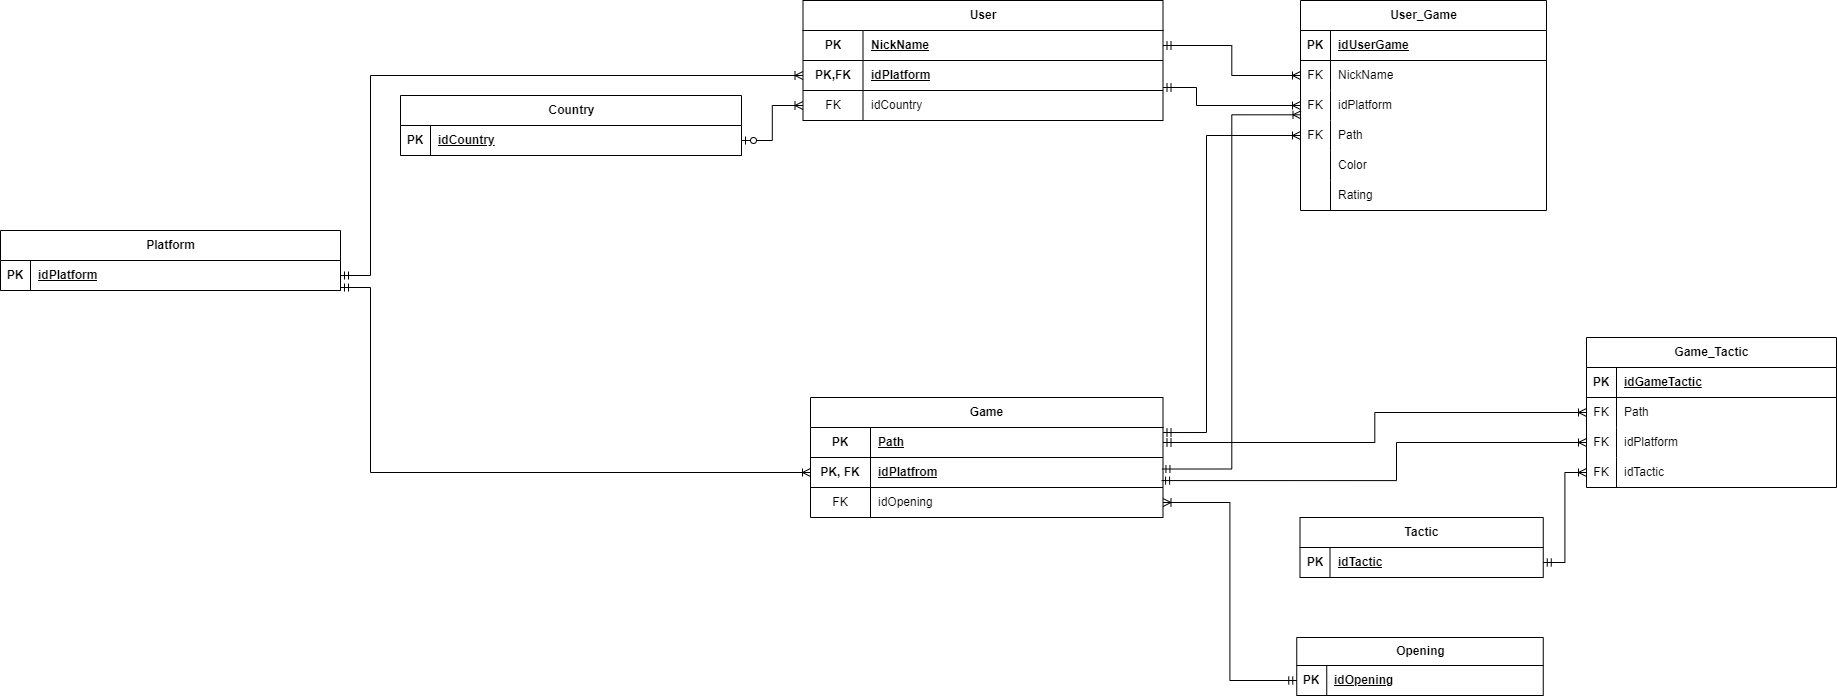 User
PK NickName
PK,FK idPlatform
FK idCountry
User_Game
PK idUserGame
FK NickName
FK idPlatform
FK Path
Color
Rating
Country
PK idCountry
Platform
PK idPlatform
Game
PK Path
PK, FK idPlatfrom
FK idOpening
Game_Tactic
PK idGameTactic
FK Path
FK idPlatform
FK idTactic
Tactic
PK idTactic
Opening
PK idOpening